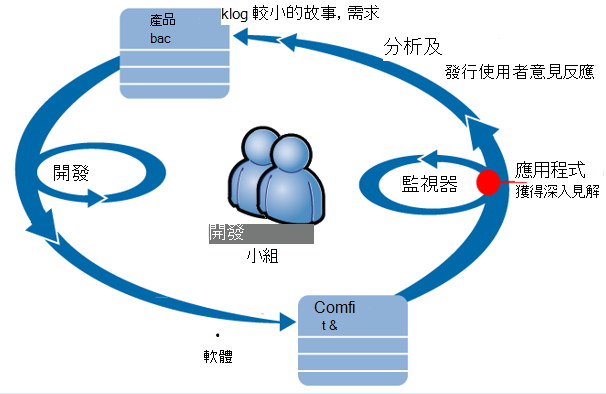 產品
bac
klog 較小的故事, 需求
分析及
發行使用者意見反應
開發
監視器
應用程式
獲得深入見解
開發
小組
Comfi
t &
軟體